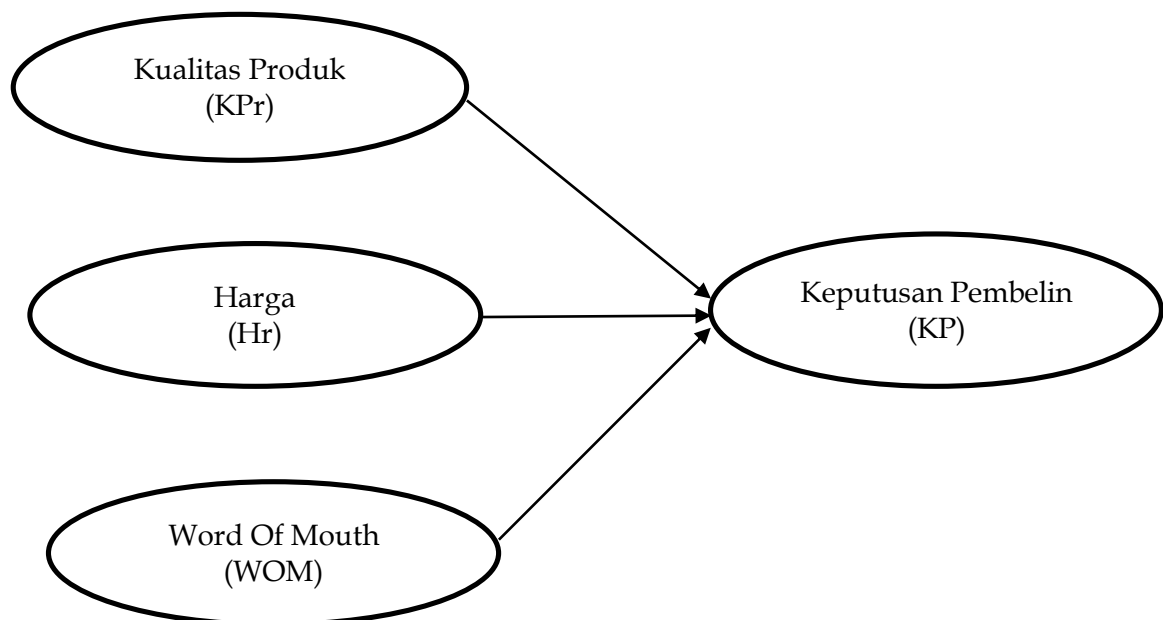 Kualitas Produk
(KPr)
Harga
(Hr)
Keputusan Pembelin
(KP)
Word Of Mouth
(WOM)